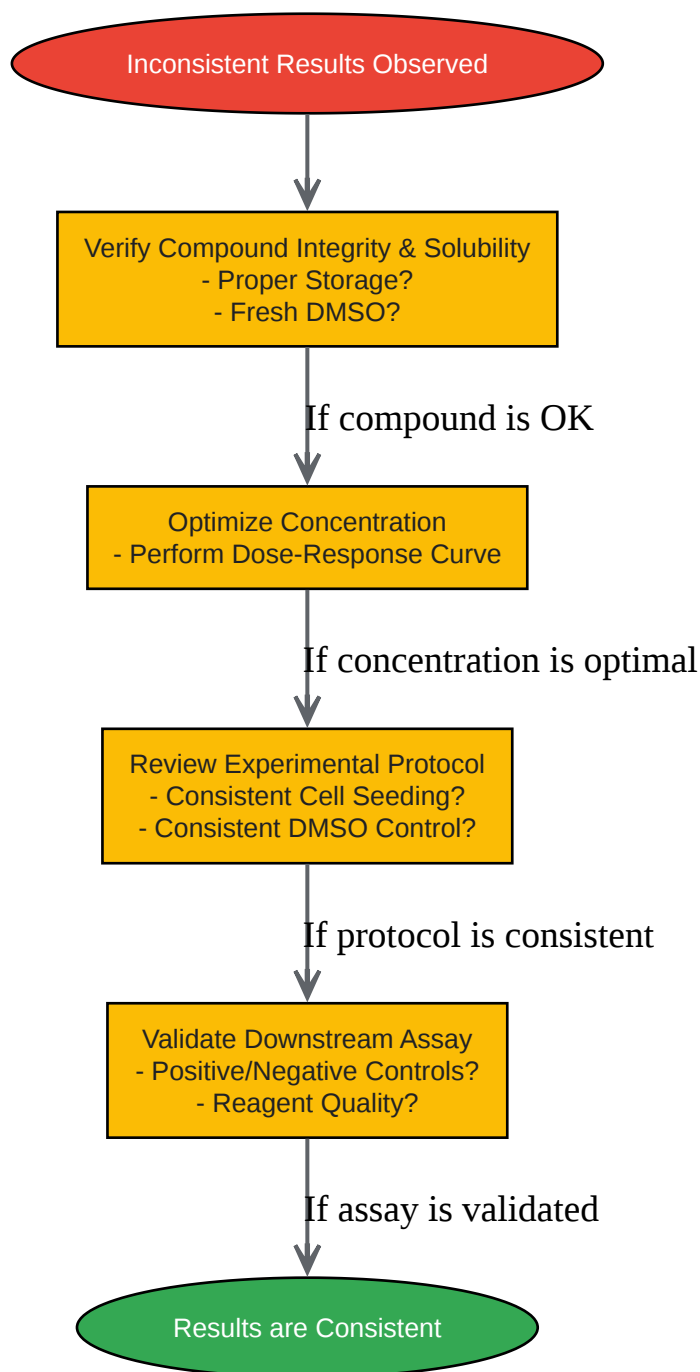 Inconsistent Results Observed
Verify Compound Integrity & Solubility
- Proper Storage?
- Fresh DMSO?
If compound is OK
Optimize Concentration
- Perform Dose-Response Curve
If concentration is optimal
Review Experimental Protocol
- Consistent Cell Seeding?
- Consistent DMSO Control?
If protocol is consistent
Validate Downstream Assay
- Positive/Negative Controls?
- Reagent Quality?
If assay is validated
Results are Consistent